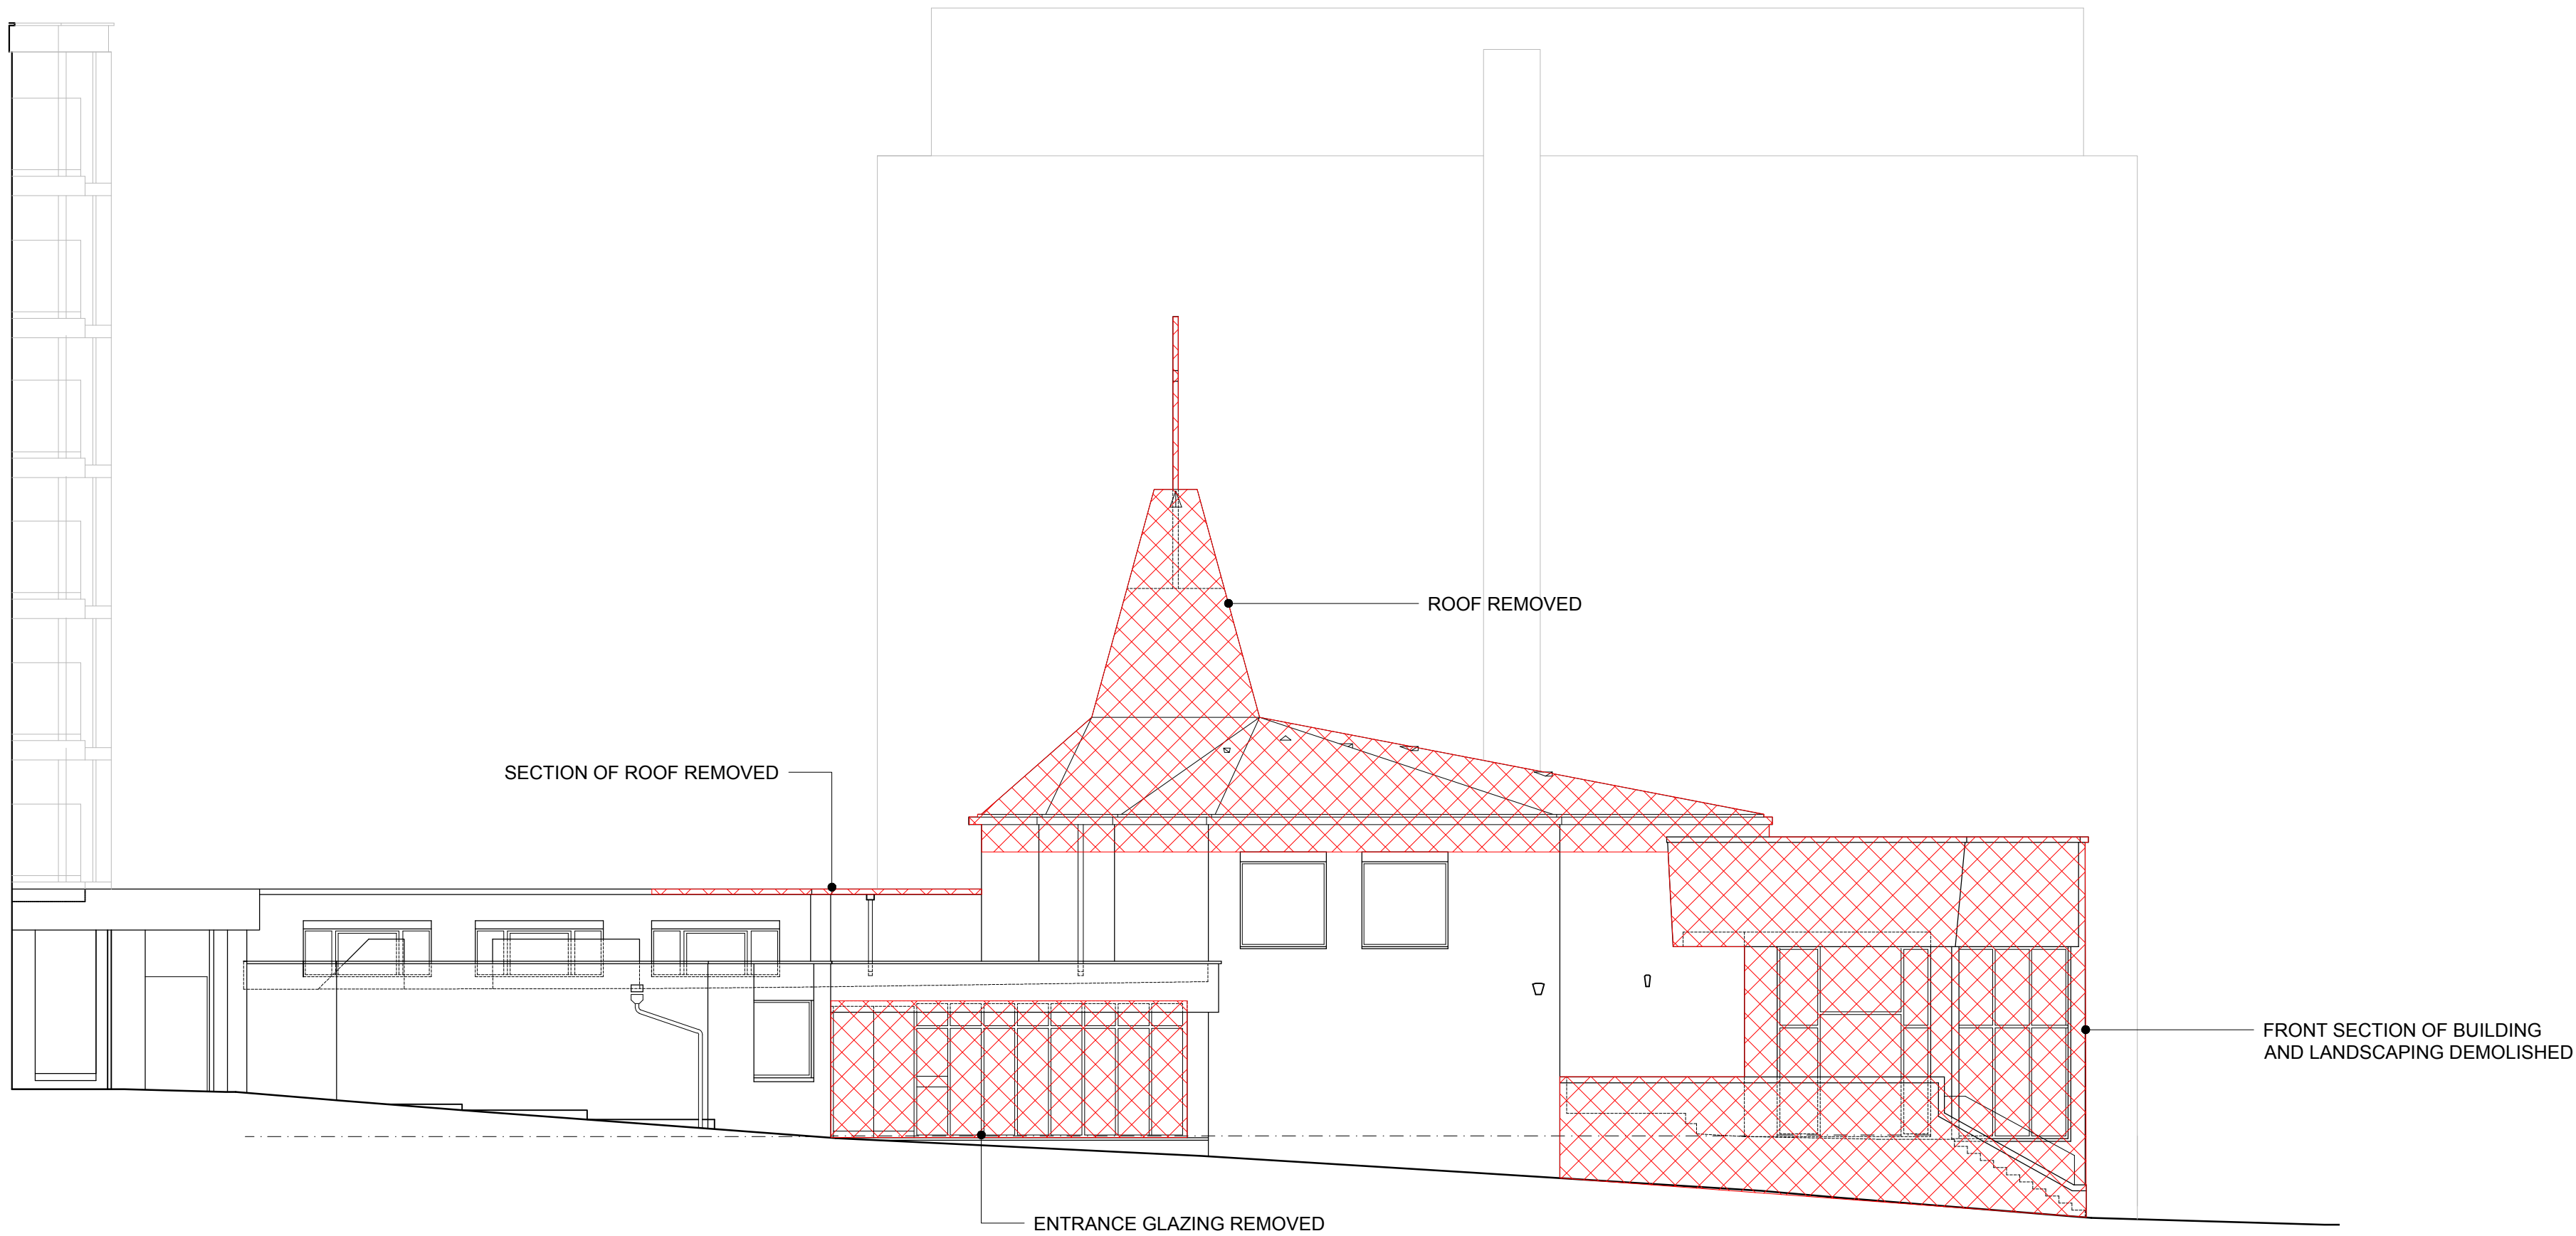 ROOF REMOVED
SECTION OF ROOF REMOVED
FRONT SECTION OF BUILDING
AND LANDSCAPING DEMOLISHED
ENTRANCE GLAZING REMOVED